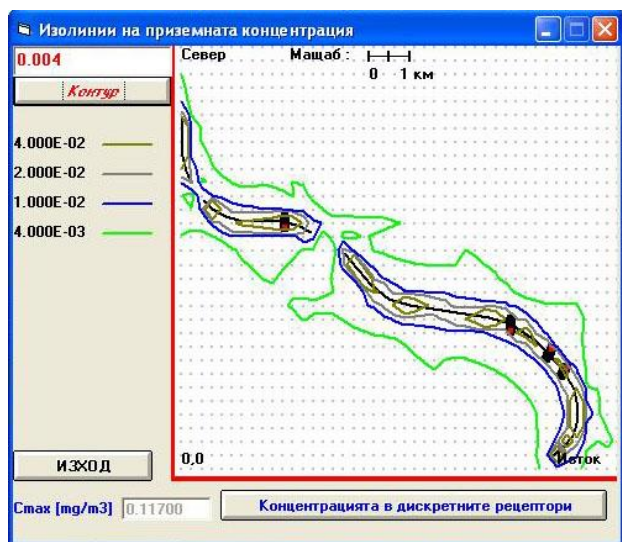 Изолинии на приземната концентрация
0.004
Север
Мащаб :
0 1 км
Контур
4.000E-02
2.000E-02
1.000E-02
4.000E-03
0,0
Изток
ИЗХОД
Cmax [mg/m3] 0.11700
Концентрацията в дискретните рецептори